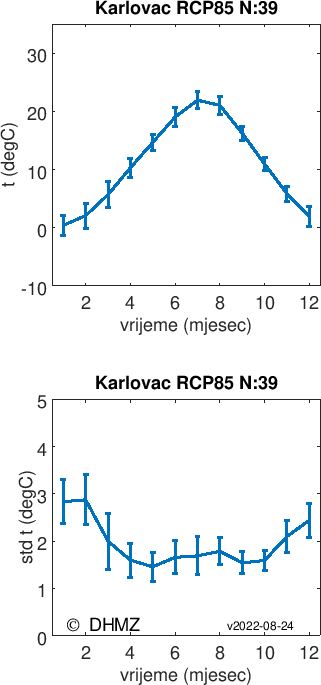 Karlovac RCP85 N:39
30
20
10
0
-10
t (degC)
2 4 6 8 10 12
vrijeme (mjesec)
Karlovac RCP85 N:39
5
4
3
2
1
0
std t (degC)
© DHMZ v2022-08-24
2 4 6 8 10 12
vrijeme (mjesec)